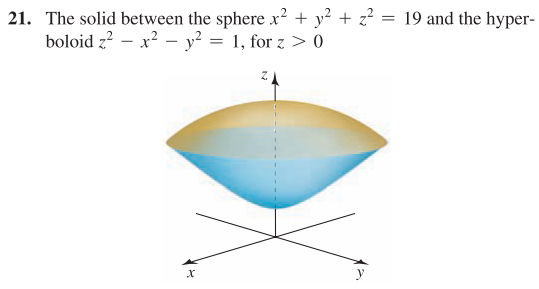 21. The solid between the sphere x² + y² + z² = 19 and the hyper-
boloid z² − x² − y² = 1, for z > 0
z
x
y